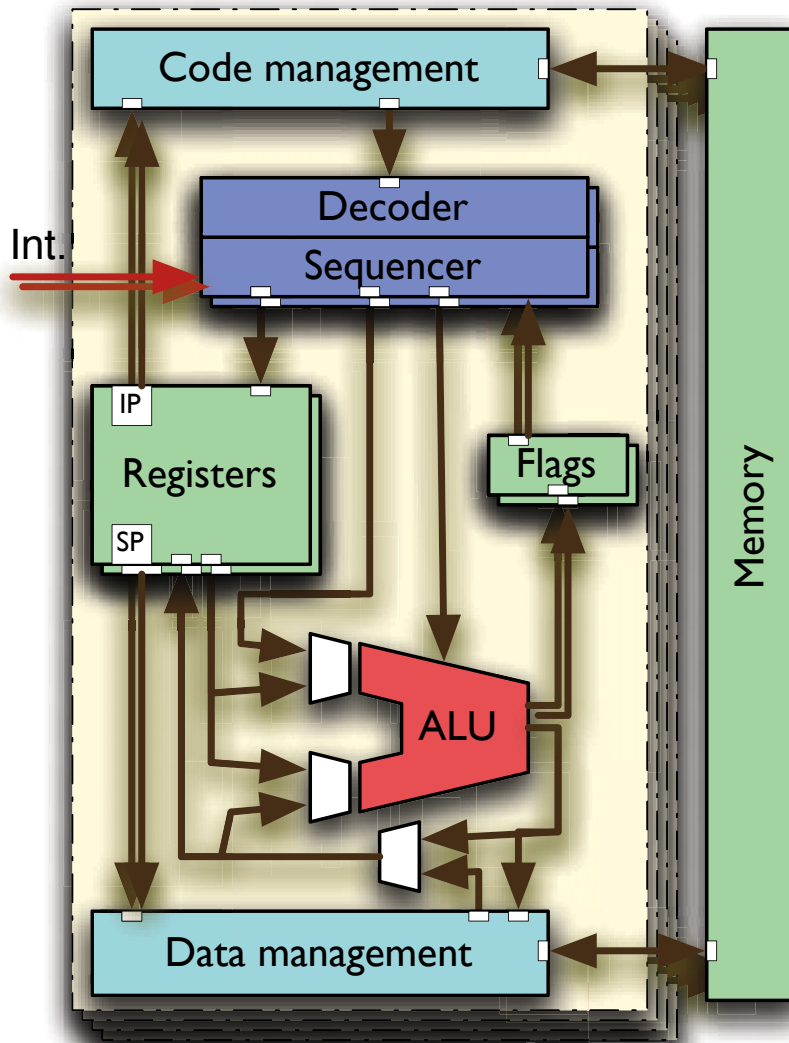 Code management
Decoder
Int.
Sequencer
IP
Registers
Flags
SP
Memory
ALU
Data management